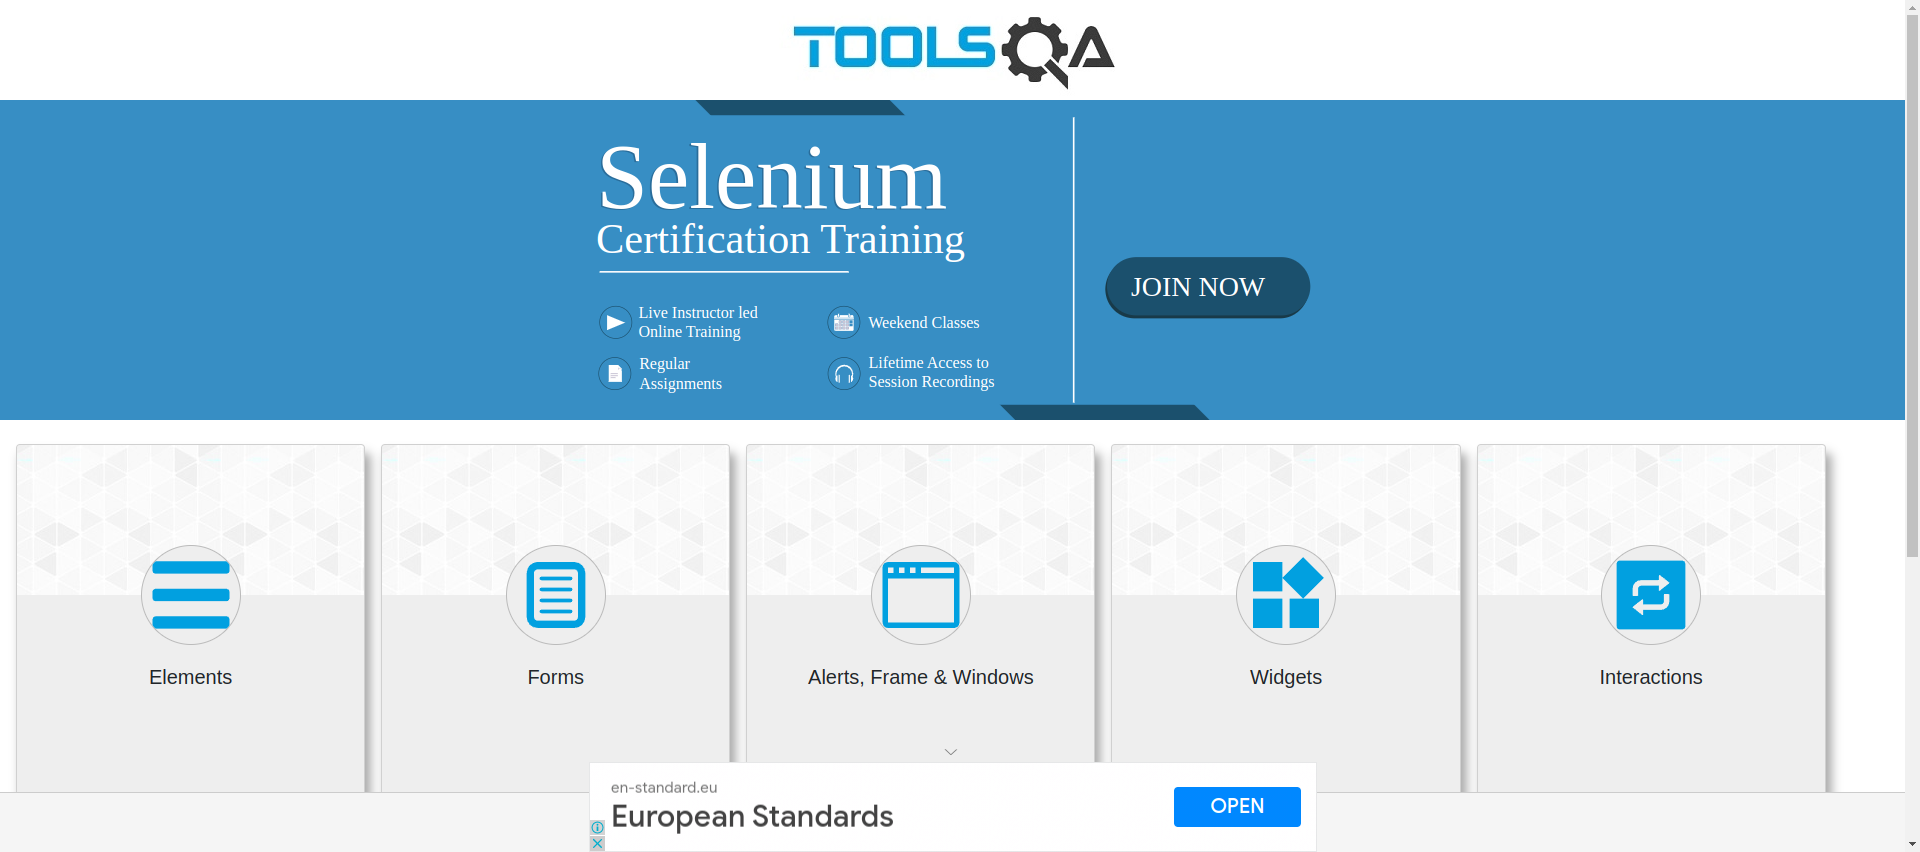 TOOLSQA
Selenium
Certification Training
Live Instructor led
Online Training
Weekend Classes
Regular
Assignments
Lifetime Access to
Session Recordings
JOIN NOW
Elements
Forms
Alerts, Frame & Windows
Widgets
Interactions
en-standard.eu
European Standards
OPEN